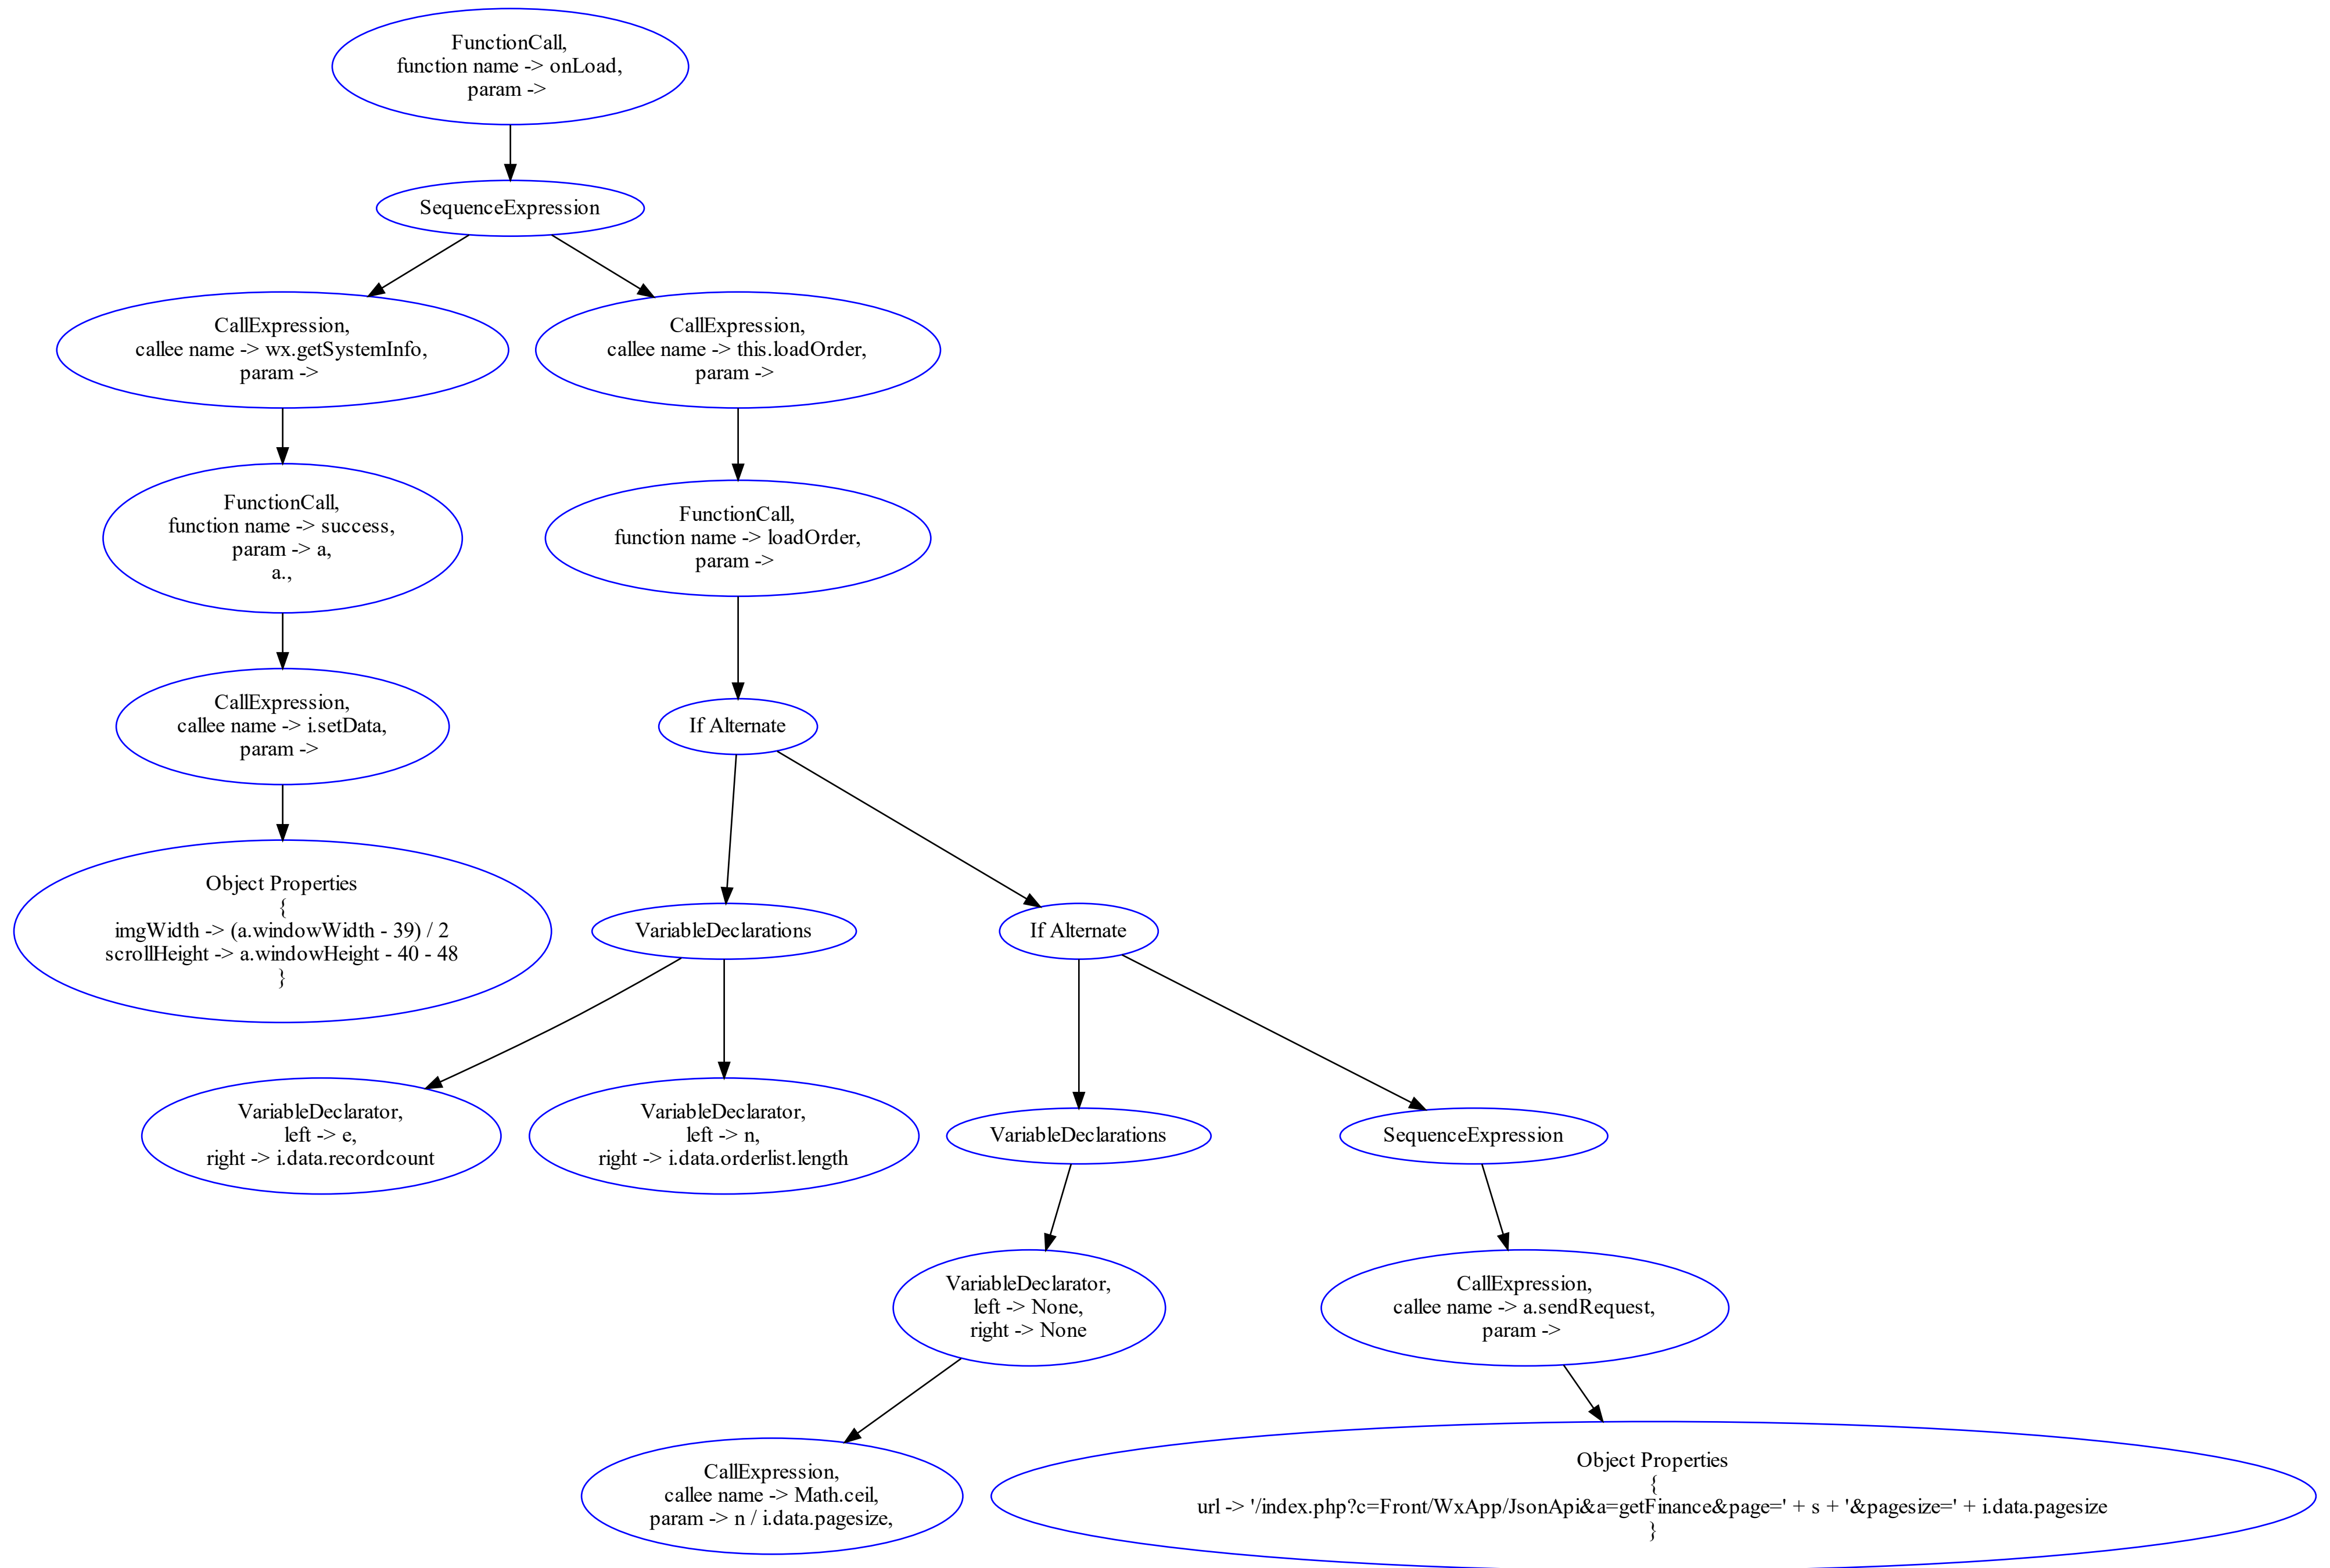 FunctionCall,
function name -> onLoad,
param ->
SequenceExpression
CallExpression,
callee name -> wx.getSystemInfo,
param ->
CallExpression,
callee name -> this.loadOrder,
param ->
FunctionCall,
function name -> success,
param -> a,
a.,
FunctionCall,
function name -> loadOrder,
param ->
CallExpression,
callee name -> i.setData,
param ->
If Alternate
Object Properties
{
imgWidth -> (a.windowWidth - 39) / 2
scrollHeight -> a.windowHeight - 40 - 48
}
VariableDeclarations
If Alternate
VariableDeclarator,
left -> e,
right -> i.data.recordcount
VariableDeclarator,
left -> n,
right -> i.data.orderlist.length
VariableDeclarations
SequenceExpression
VariableDeclarator,
left -> None,
right -> None
CallExpression,
callee name -> a.sendRequest,
param ->
CallExpression,
callee name -> Math.ceil,
param -> n / i.data.pagesize,
Object Properties
{
url -> '/index.php?c=Front/WxApp/JsonApi&a=getFinance&page=' + s + '&pagesize=' + i.data.pagesize
}